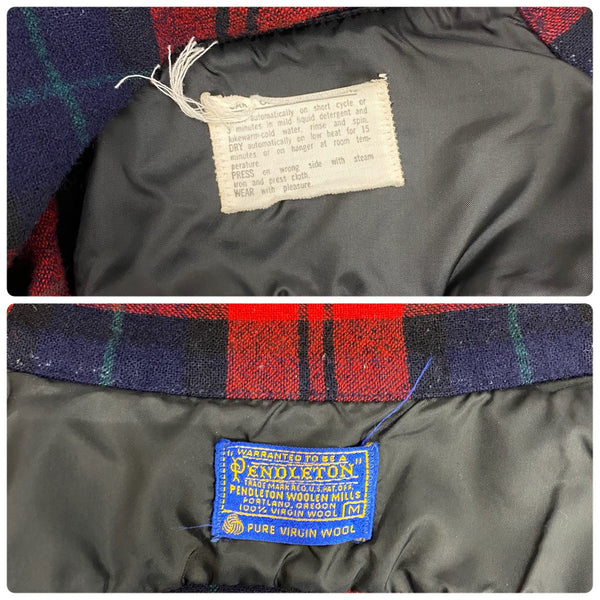 automatically on short cycle or
3 minutes in mild liquid detergent and
lukewarm-cold water, rinse and spin.
DRY automatically on low heat for 15
minutes or on hanger at room tem-
perature.
PRESS on wrong side with steam
iron and press cloth.
WEAR with pleasure.
"WARRANTED TO BE A
PENDLETON"
TRADE MARK REG. U.S. PAT. OFF.
PENDLETON WOOLEN MILLS
PORTLAND, OREGON
100% VIRGIN WOOL M
PURE VIRGIN WOOL